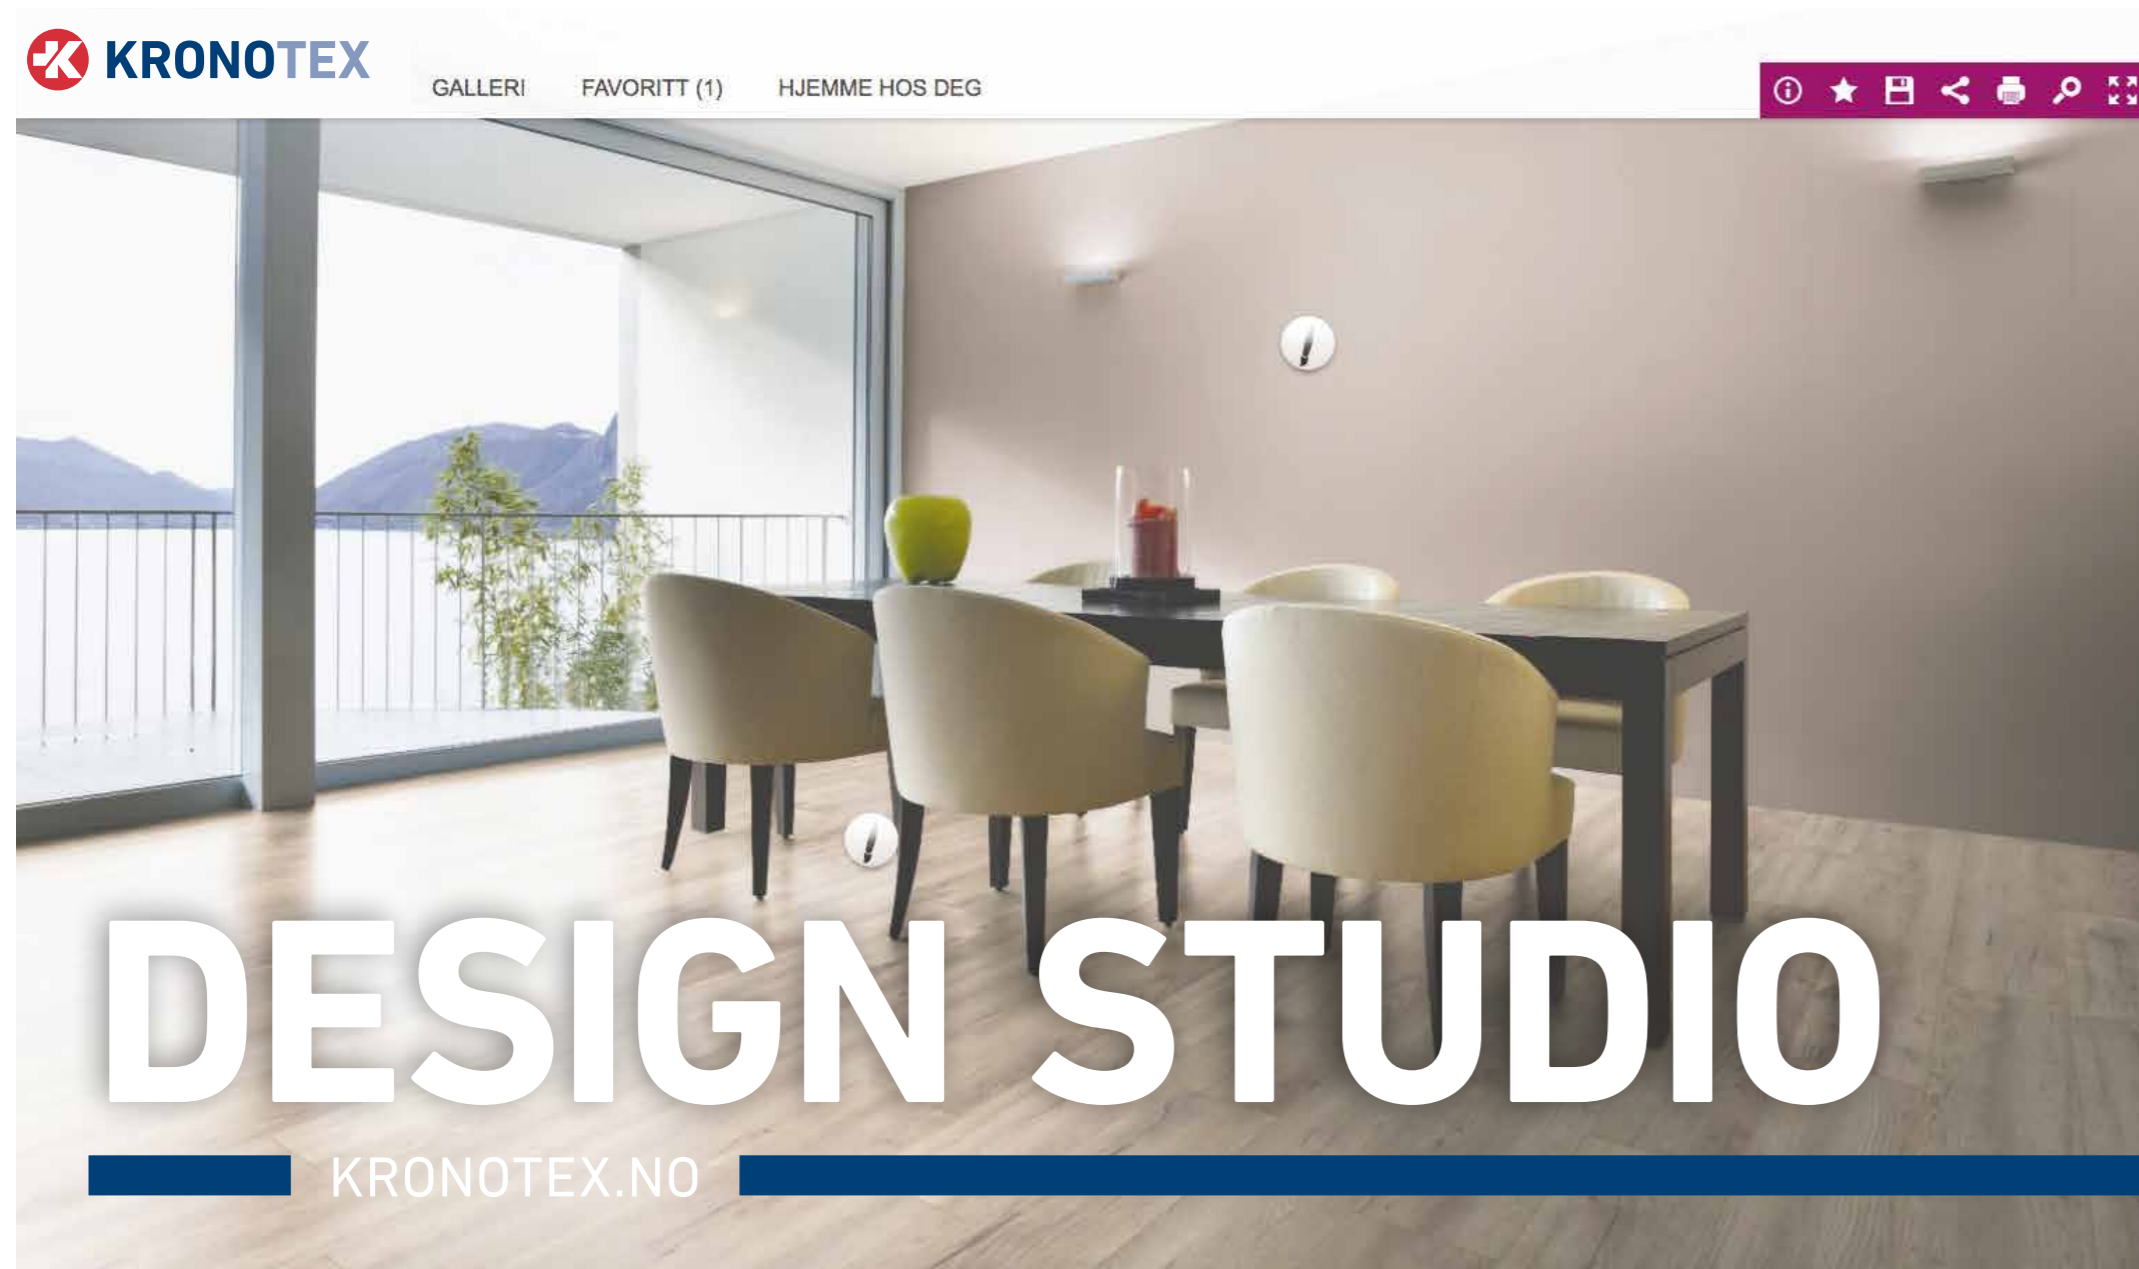 KRONOTEX
GALLERI FAVORITT (1) HJEMME HOS DEG
DESIGN STUDIO
KRONOTEX.NO